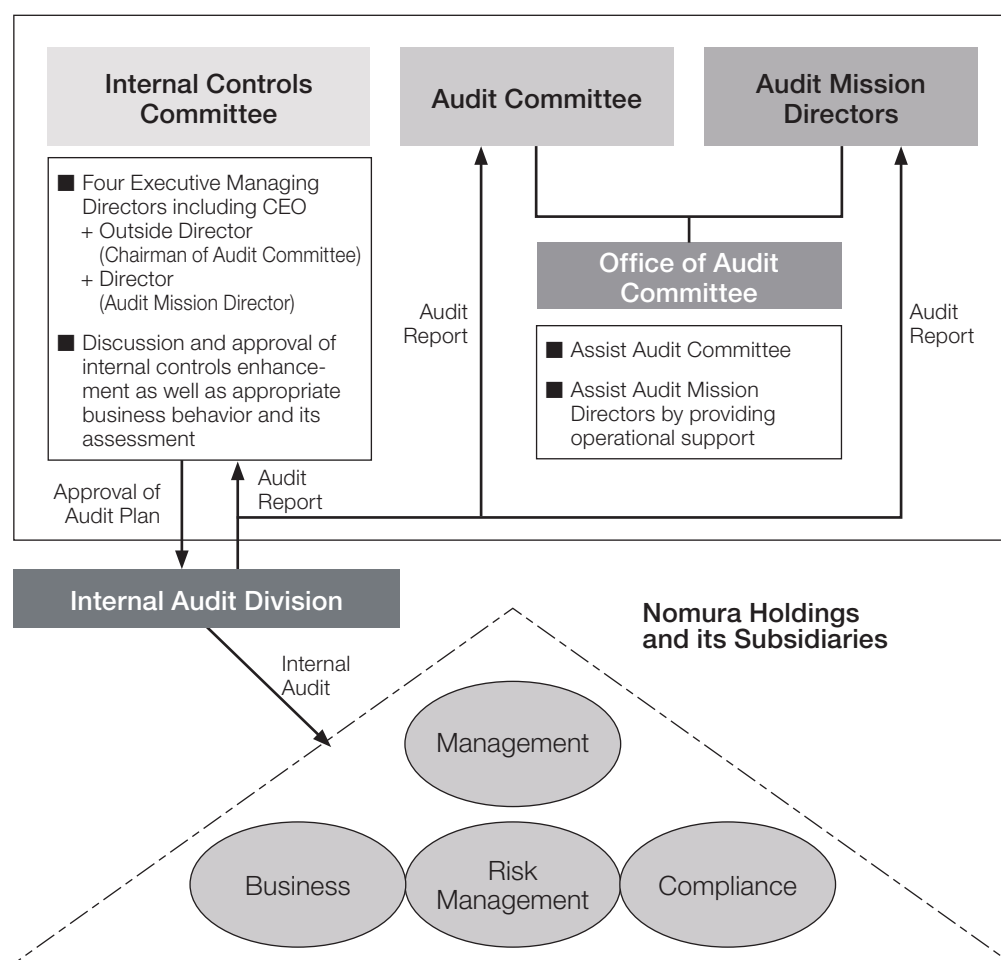 Internal Controls
Committee
Audit Committee
Audit Mission
Directors
■ Four Executive Managing
Directors including CEO
+ Outside Director
(Chairman of Audit Committee)
+ Director
(Audit Mission Director)
■ Discussion and approval of
internal controls enhance-
ment as well as appropriate
business behavior and its
assessment
Audit
Report
Office of Audit
Committee
■ Assist Audit Committee
■ Assist Audit Mission
Directors by providing
operational support
Audit
Report
Approval of
Audit Plan
Audit
Report
Internal Audit Division
Internal
Audit
Nomura Holdings
and its Subsidiaries
Management
Business
Risk
Management
Compliance